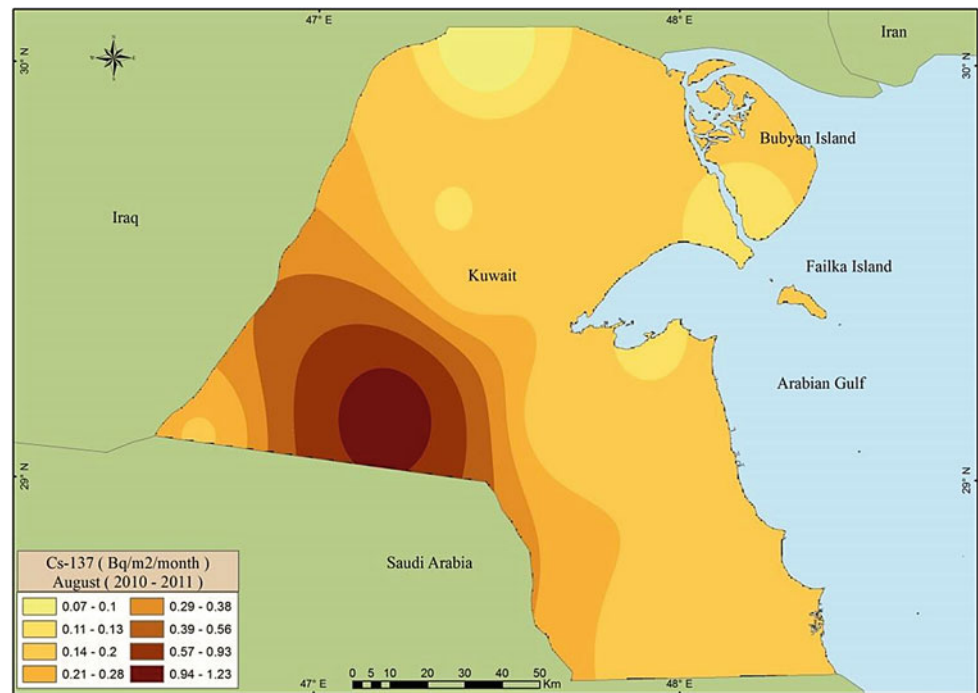 47° E
48° E
Iran
30° N
30° N
Bubyan Island
Iraq
Failka Island
Kuwait
Arabian Gulf
29° N
29° N
Saudi Arabia
Cs-137 ( Bq/m2/month )
August ( 2010 - 2011 )
0.07 - 0.1
0.29 - 0.38
0.11 - 0.13
0.39 - 0.56
0.14 - 0.2
0.57 - 0.93
0.21 - 0.28
0.94 - 1.23
0 5 10 20 30 40 50
Km
47° E
48° E